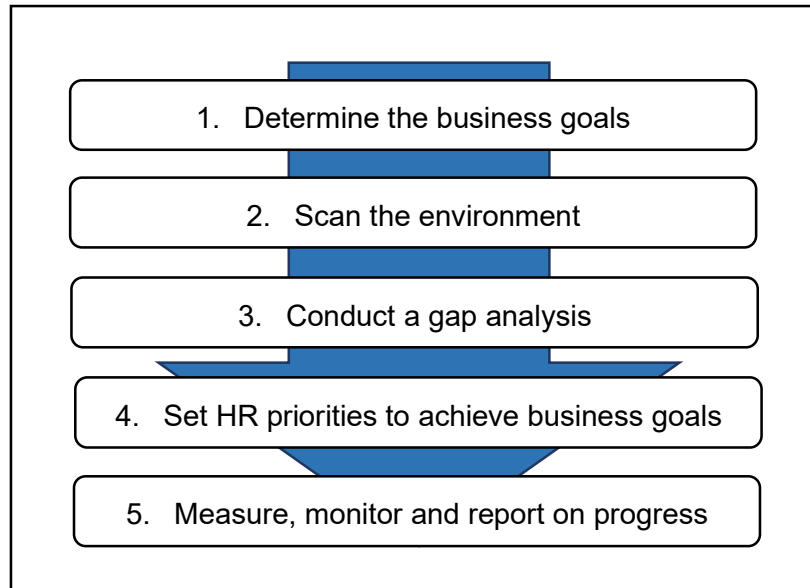 1. Determine the business goals
2. Scan the environment
3. Conduct a gap analysis
4. Set HR priorities to achieve business goals
5. Measure, monitor and report on progress